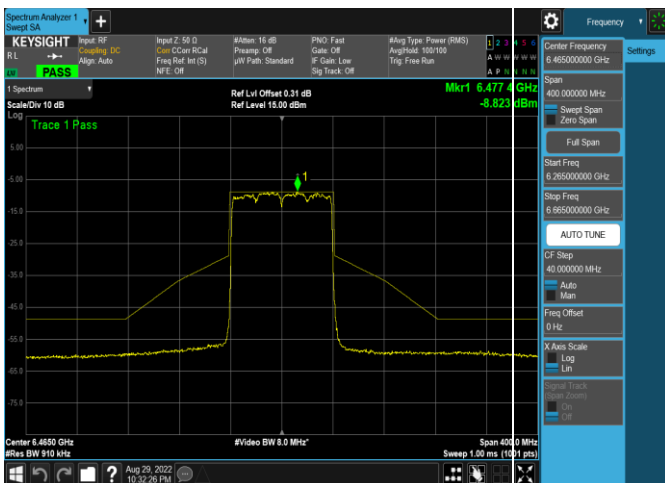 Spectrum Analyzer 1
Swept SA
Frequency
KEYSIGHT
R L
LV
PASS
Input: RF
Coupling: DC
Align: Auto
Input Z: 50 Ω
Corr CCorr RCal
Freq Ref: Int (S)
NFE: Off
#Atten: 16 dB
Preamp: Off
µW Path: Standard
PNO: Fast
Gate: Off
IF Gain: Low
Sig Track: Off
#Avg Type: Power (RMS)
Avg|Hold: 100/100
Trig: Free Run
1 2 3 4 5 6
A W W W W W
A P N N N N
1 Spectrum
Scale/Div 10 dB
Ref Lvl Offset 0.31 dB
Ref Level 15.00 dBm
Mkr1 6.477 4 GHz
-8.823 dBm
Log
Trace 1 Pass
5.00
-5.00
-15.0
-25.0
-35.0
-45.0
-55.0
-65.0
-75.0
1
Center 6.4650 GHz
#Res BW 910 kHz
#Video BW 8.0 MHz*
Span 400.0 MHz
Sweep 1.00 ms (1001 pts)
Aug 29, 2022
10:32:26 PM
Center Frequency
6.465000000 GHz
Settings
Span
400.000000 MHz
Swept Span
Zero Span
Full Span
Start Freq
6.265000000 GHz
Stop Freq
6.665000000 GHz
AUTO TUNE
CF Step
40.000000 MHz
Auto
Man
Freq Offset
0 Hz
X Axis Scale
Log
Lin
Signal Track
(Span Zoom)
On
Off